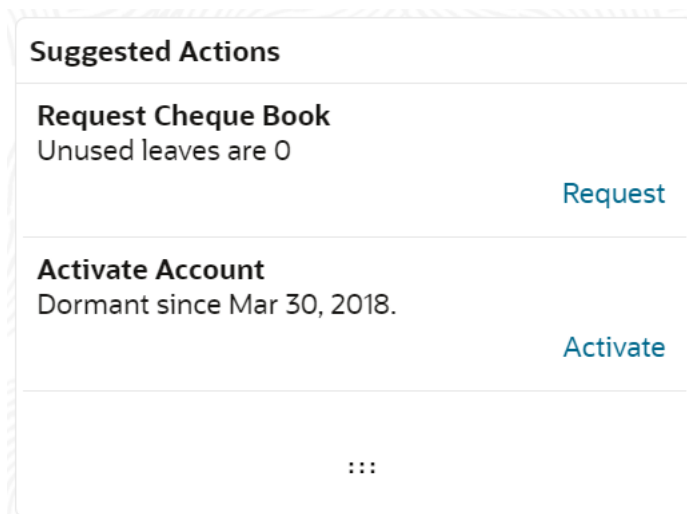 Suggested Actions
Request Cheque Book
Unused leaves are 0
Request
Activate Account
Dormant since Mar 30, 2018.
Activate